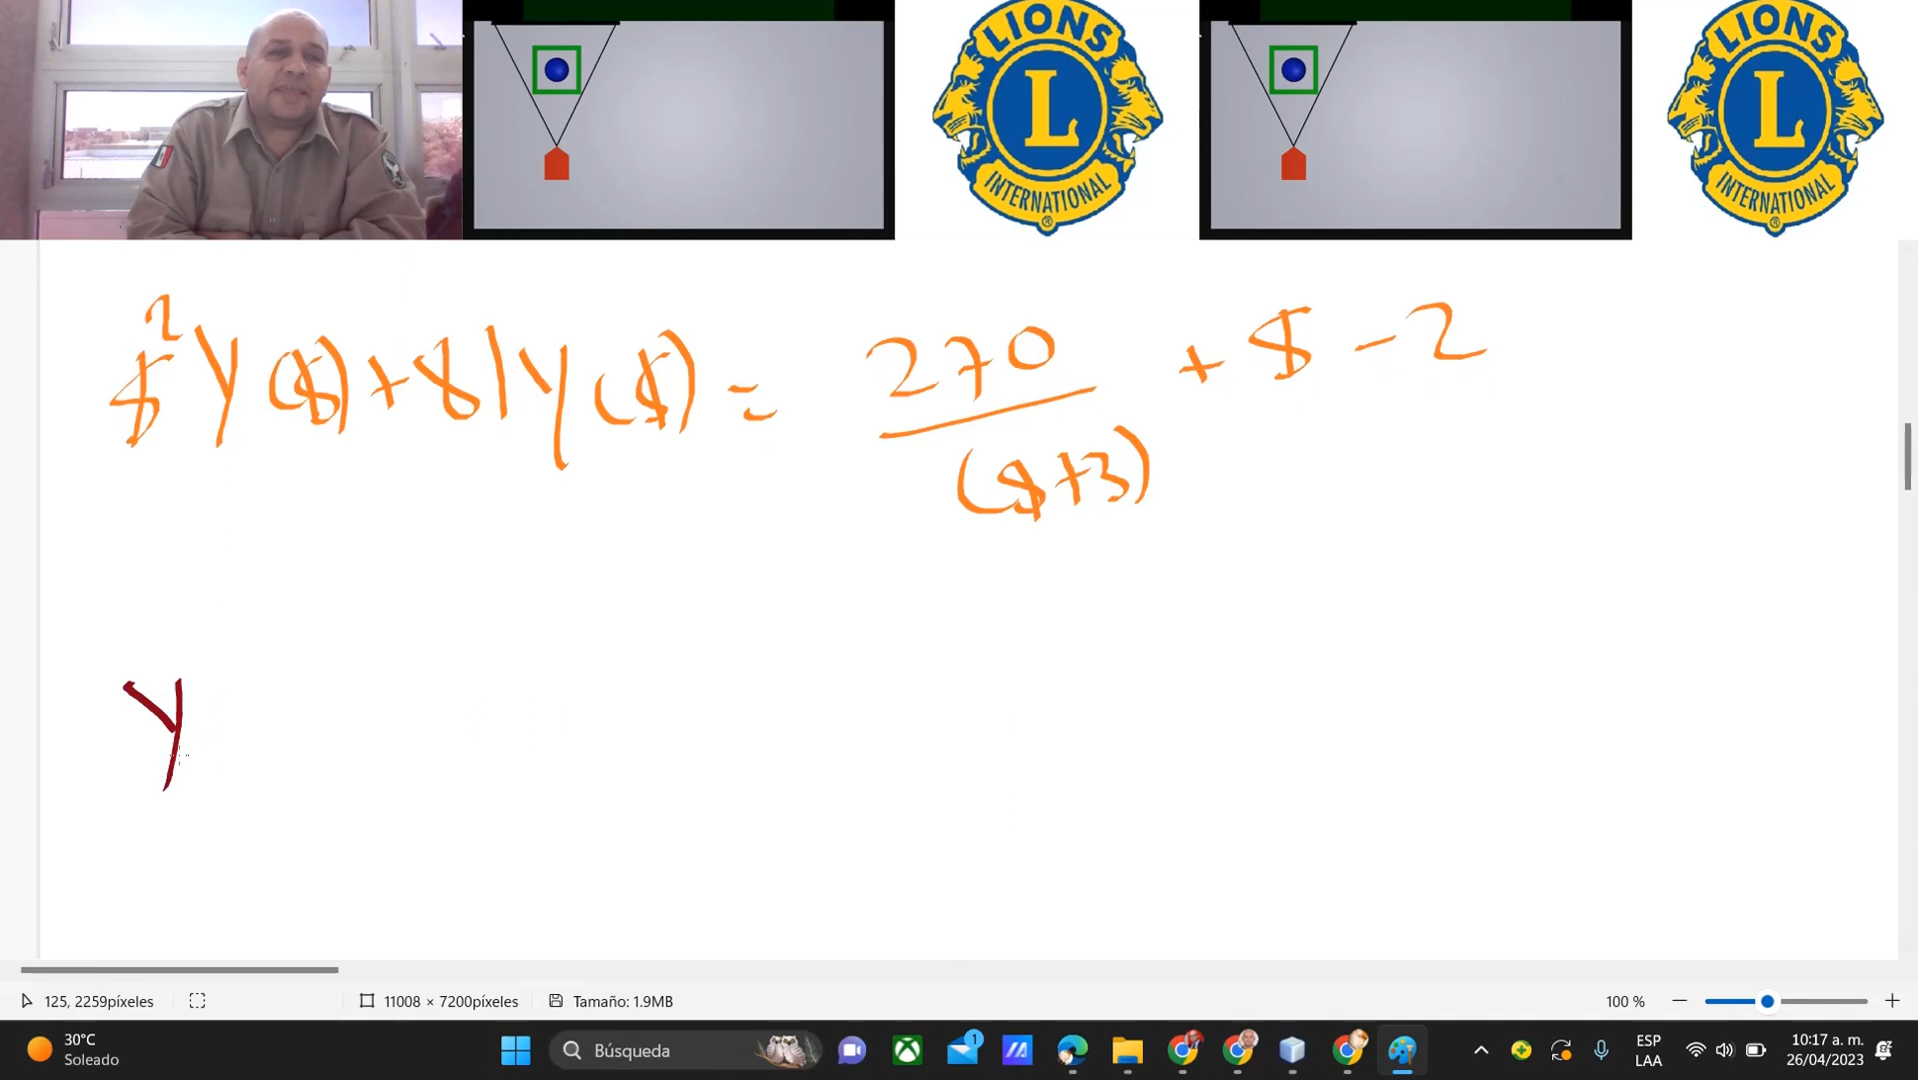 LIONS
L
INTERNATIONAL
®
LIONS
L
INTERNATIONAL
®
s²Y(s)+81Y(s) = 270/(s+3) + s - 2
Y
125, 2259píxeles
11008 × 7200píxeles
Tamaño: 1.9MB
100 %
30°C
Soleado
Búsqueda
1
ESP
LAA
10:17 a. m.
26/04/2023